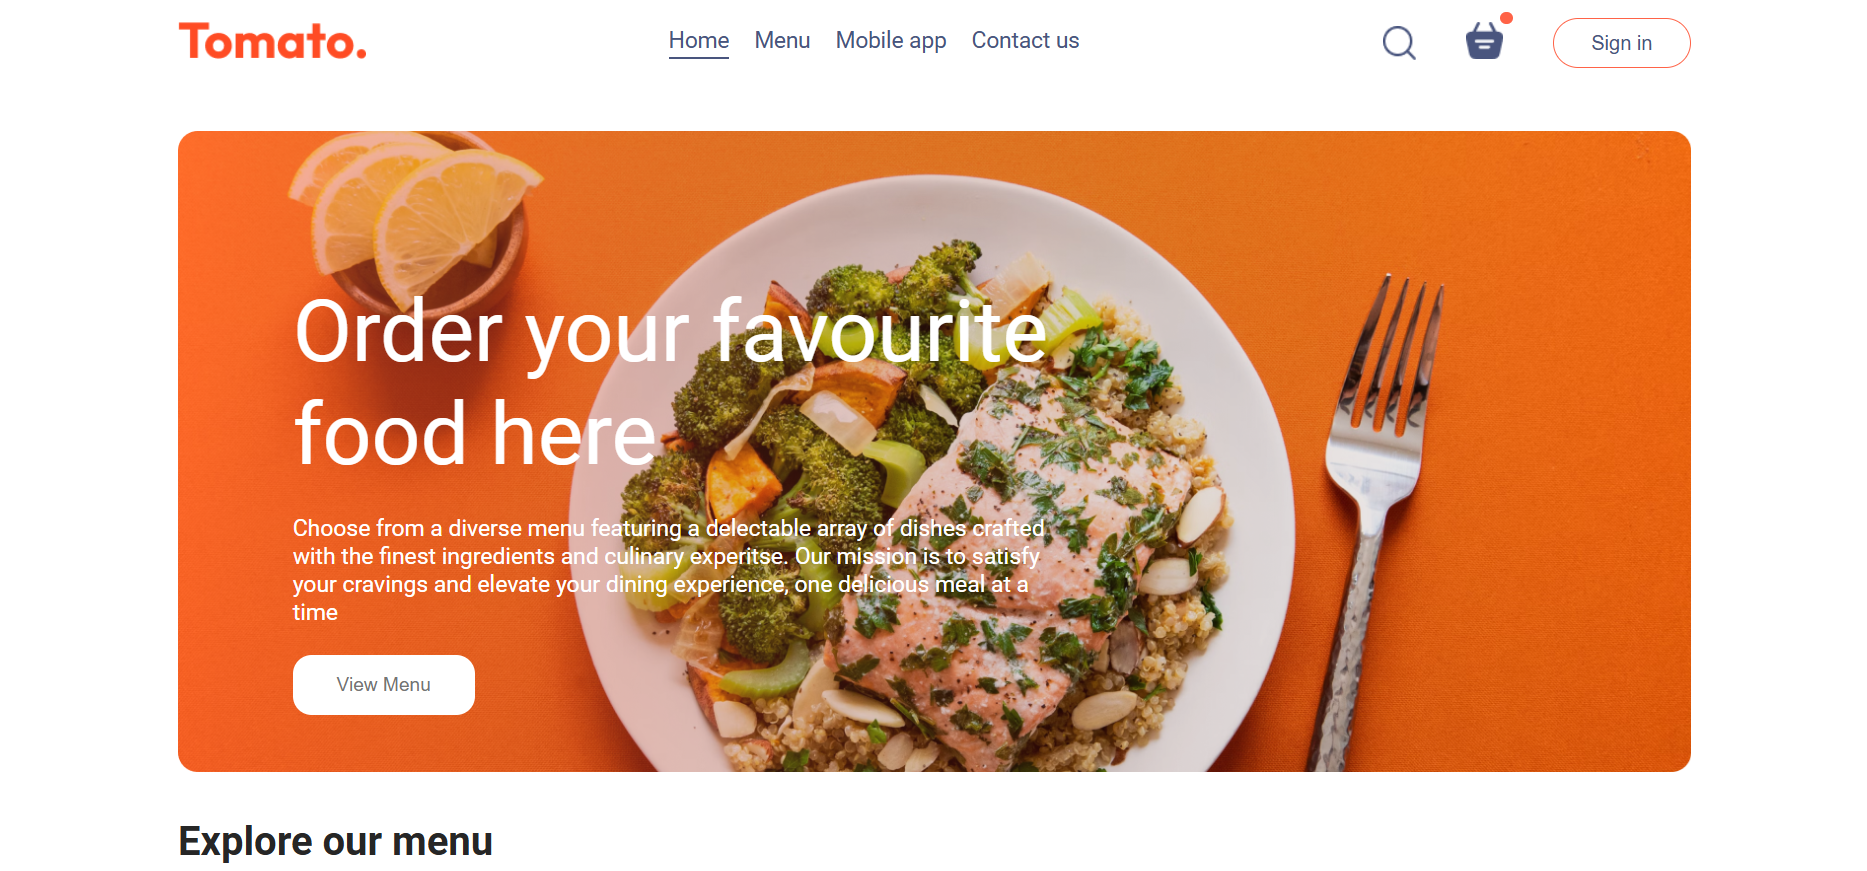 Tomato.
Home Menu Mobile app Contact us
Sign in
Order your favourite
food here
Choose from a diverse menu featuring a delectable array of dishes crafted
with the finest ingredients and culinary experitse. Our mission is to satisfy
your cravings and elevate your dining experience, one delicious meal at a
time
View Menu
Explore our menu